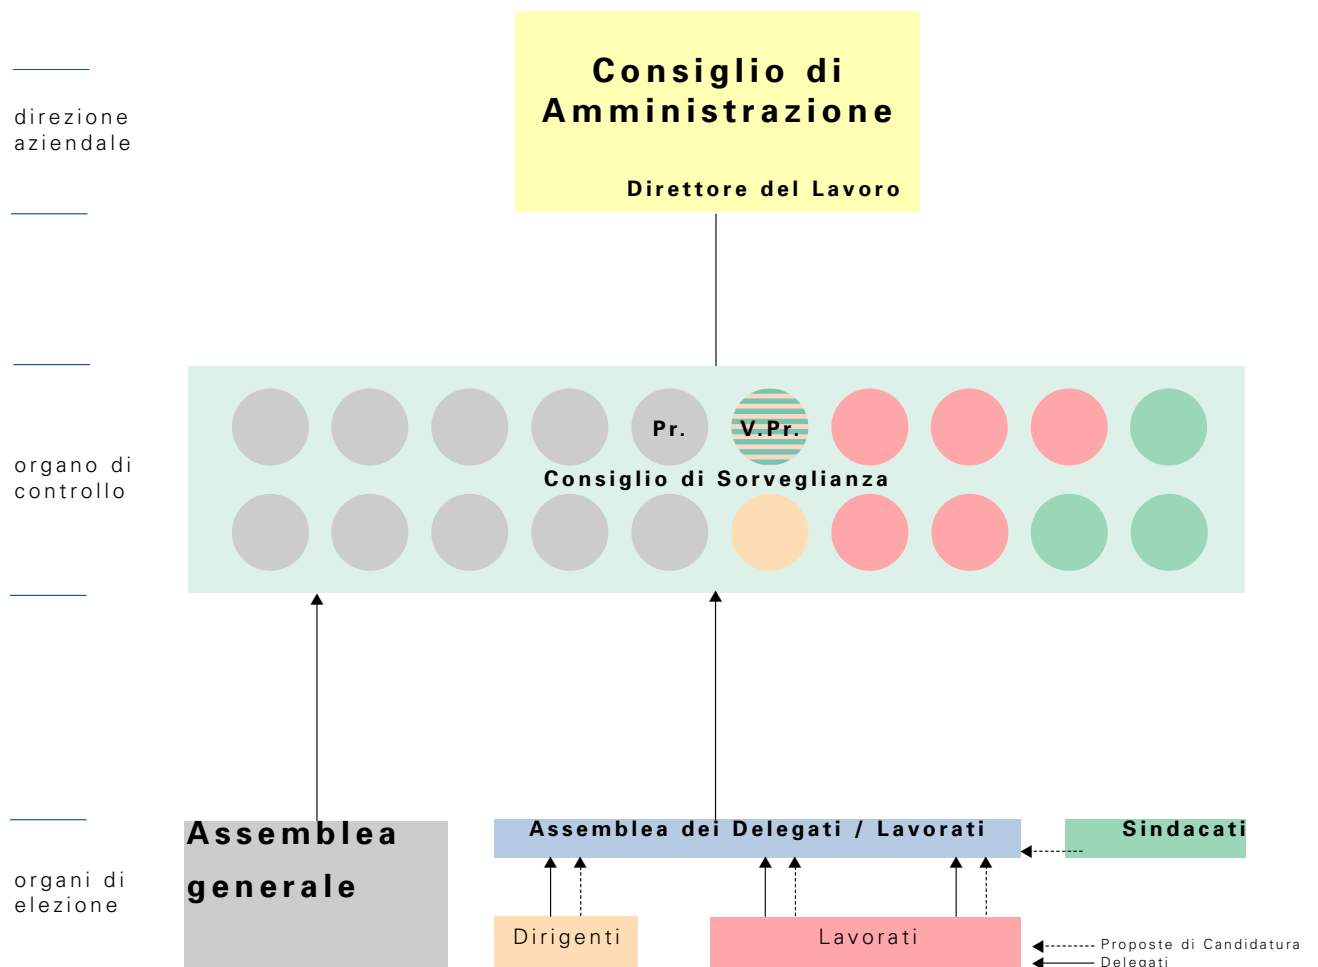 Consiglio di
Amministrazione
Direttore del Lavoro
direzione
aziendale
Pr.
V.Pr.
Consiglio di Sorveglianza
organo di
controllo
Assemblea
generale
Assemblea dei Delegati / Lavorati
Sindacati
organi di
elezione
Dirigenti
Lavorati
Proposte di Candidatura
Delegati